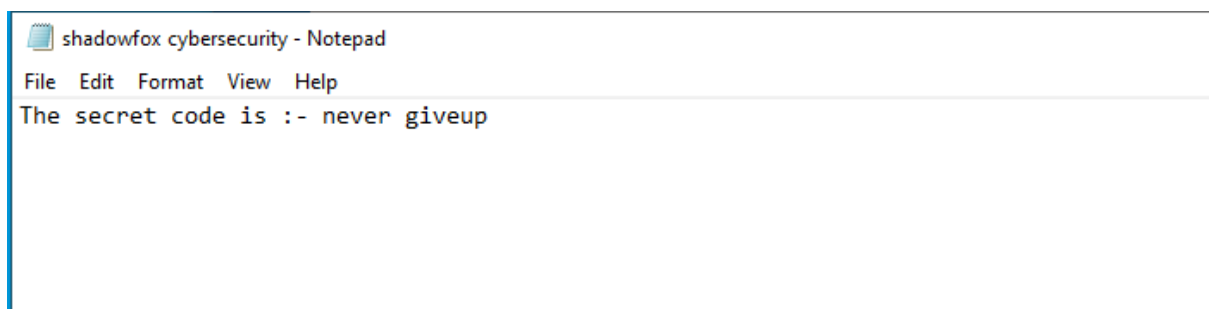 shadowfox cybersecurity - Notepad
File Edit Format View Help
The secret code is :- never giveup